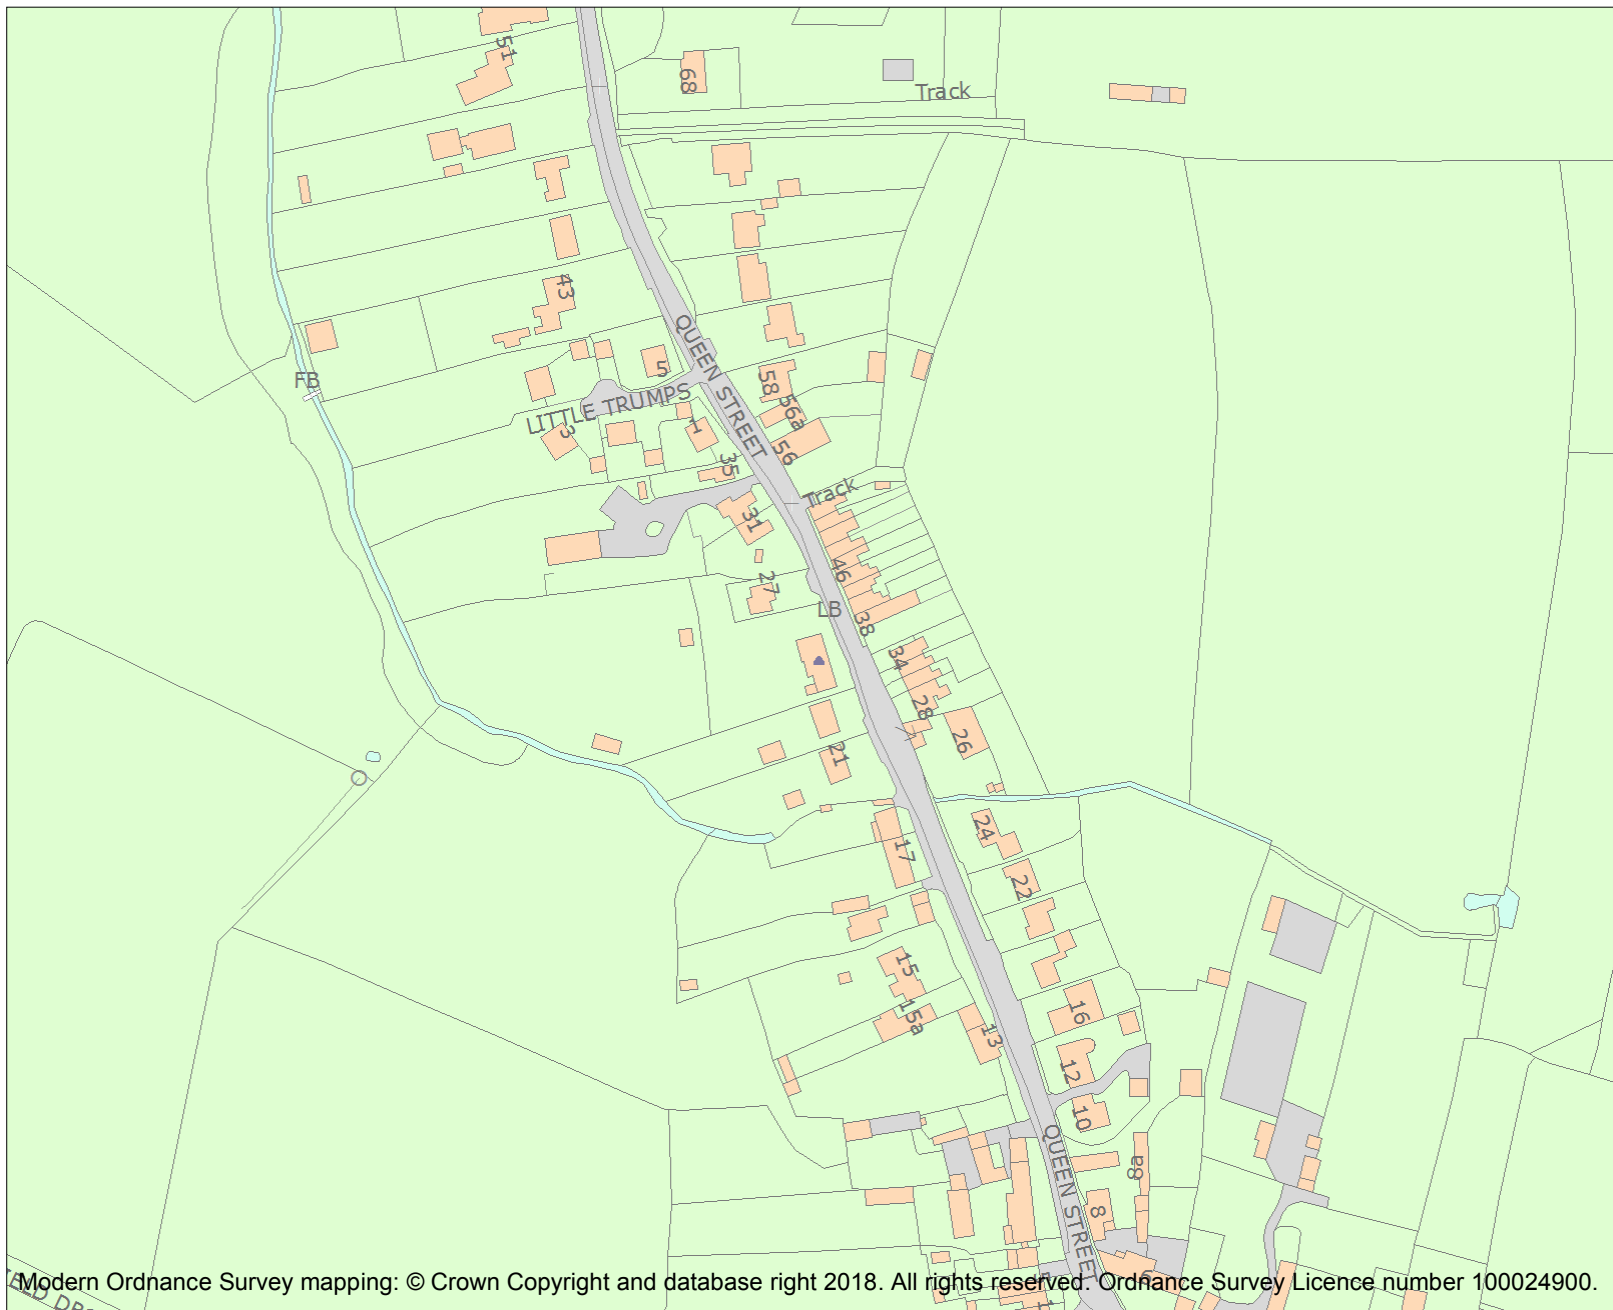 51
68
Track
43
QUEEN STREET
5
FB
58
LITTLE TRUMPS
56a
1
3
56
35
Track
31
46
27
LB
38
34
28
26
21
24
17
22
15
15a
16
13
12
10
QUEEN STREET
8a
8
6
Modern Ordnance Survey mapping: © Crown Copyright and database right 2018. All rights reserved. Ordnance Survey Licence number 100024900.